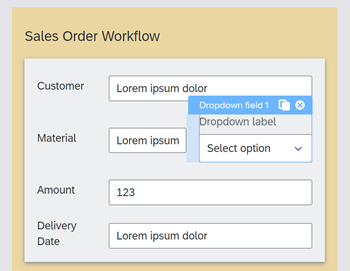 Sales Order Workflow
Customer
Lorem ipsum dolor
Dropdown field 1
Dropdown label
Material
Lorem ipsum
Select option
Amount
123
Delivery
Date
Lorem ipsum dolor